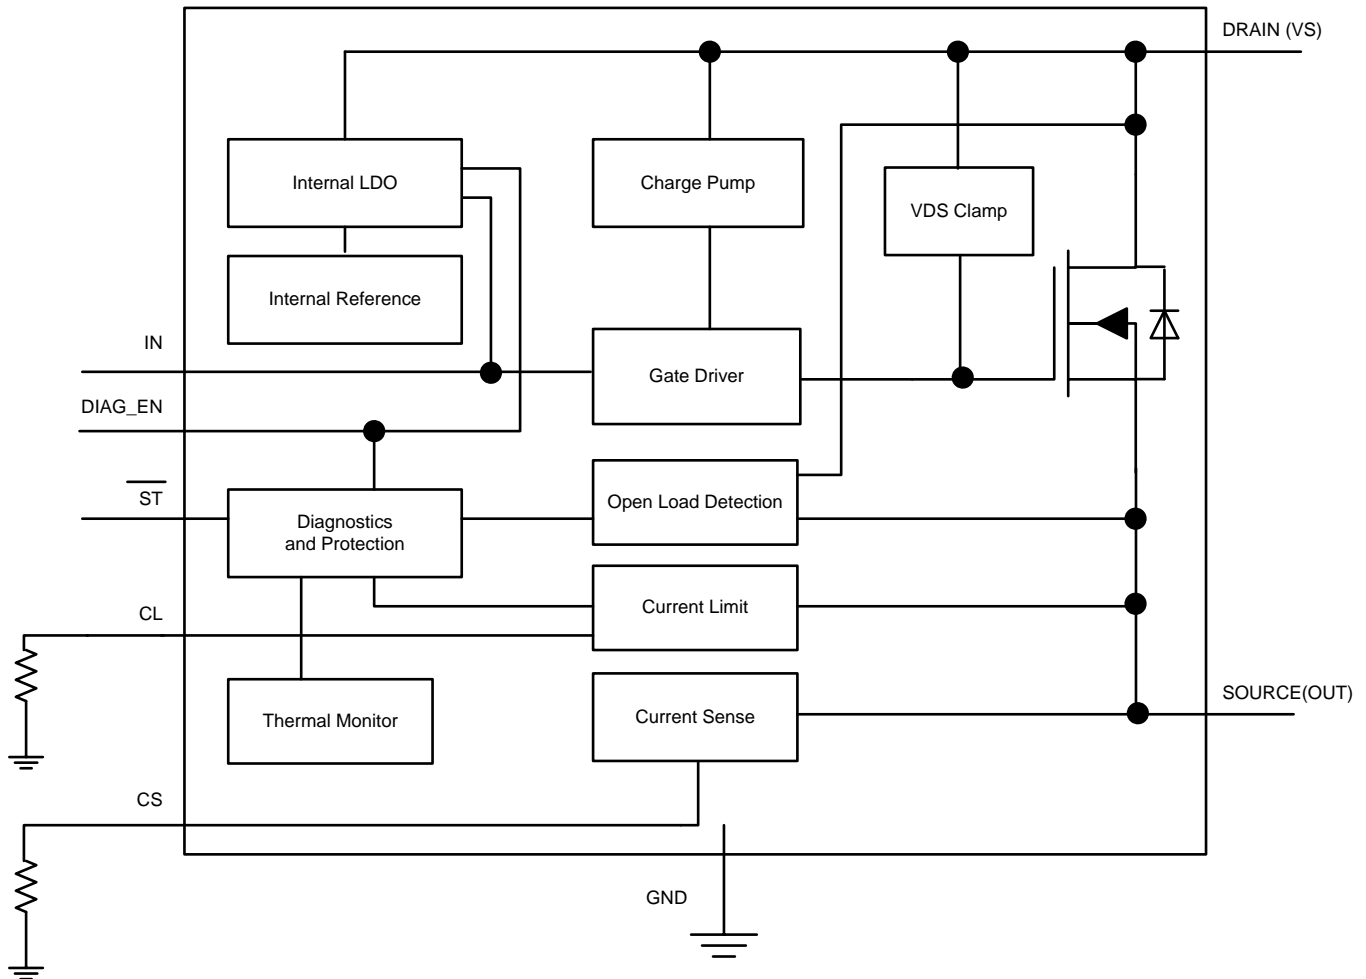 DRAIN (VS)
Internal LDO
Charge Pump
VDS Clamp
Internal Reference
IN
Gate Driver
DIAG_EN
ST
Open Load Detection
Diagnostics
and Protection
CL
Current Limit
Thermal Monitor
Current Sense
SOURCE(OUT)
CS
GND